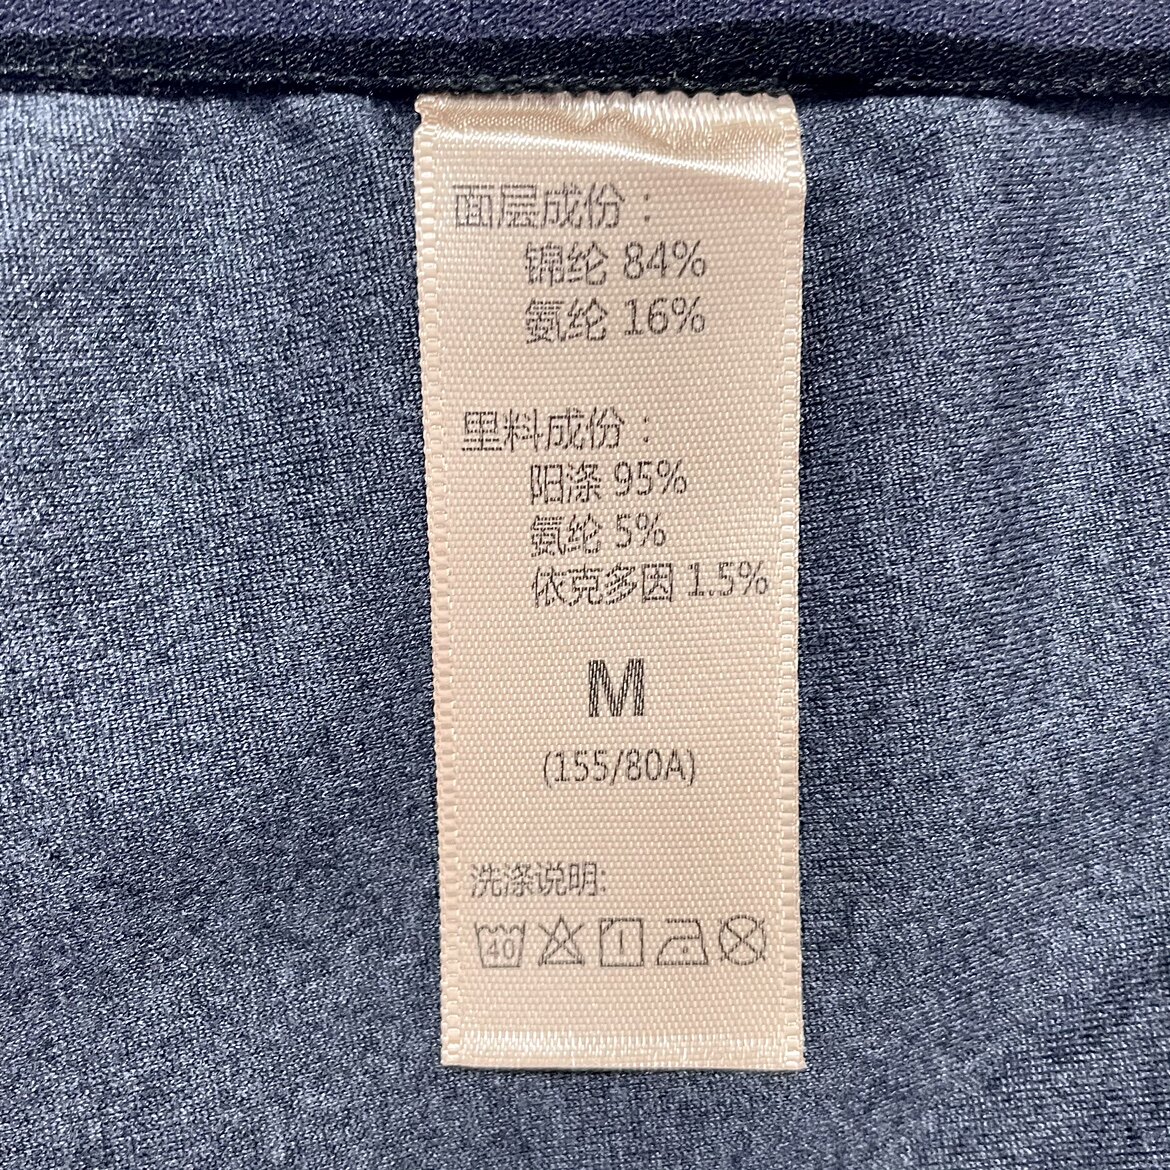 面层成份：
锦纶 84%
氨纶 16%
里料成份：
阳涤 95%
氨纶 5%
依克多因 1.5%
M
(155/80A)
洗涤说明:
40